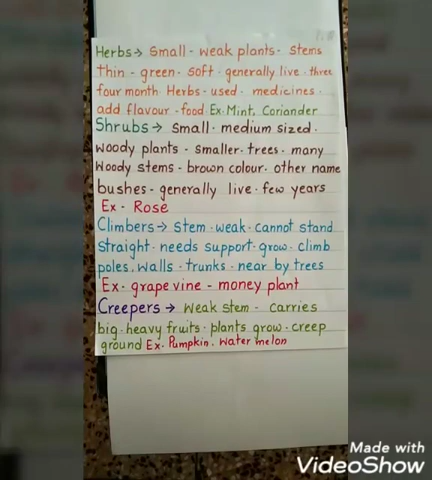 Herbs → Small - weak plants - stems
thin - green - soft - generally live - three
four month. Herbs - used - medicines -
add flavour - food Ex. Mint, Coriander
Shrubs → Small - medium sized -
woody plants - smaller - trees - many
Woody stems - brown colour - other name
bushes - generally live - few years
Ex - Rose
Climbers → Stem - weak - cannot stand
straight - needs support - grow - climb
poles. walls - trunks - near by trees
Ex - grape vine - money plant
Creepers → Weak stem - carries
big - heavy fruits - plants grow - creep
ground Ex. Pumpkin. Water melon
Made with
VideoShow